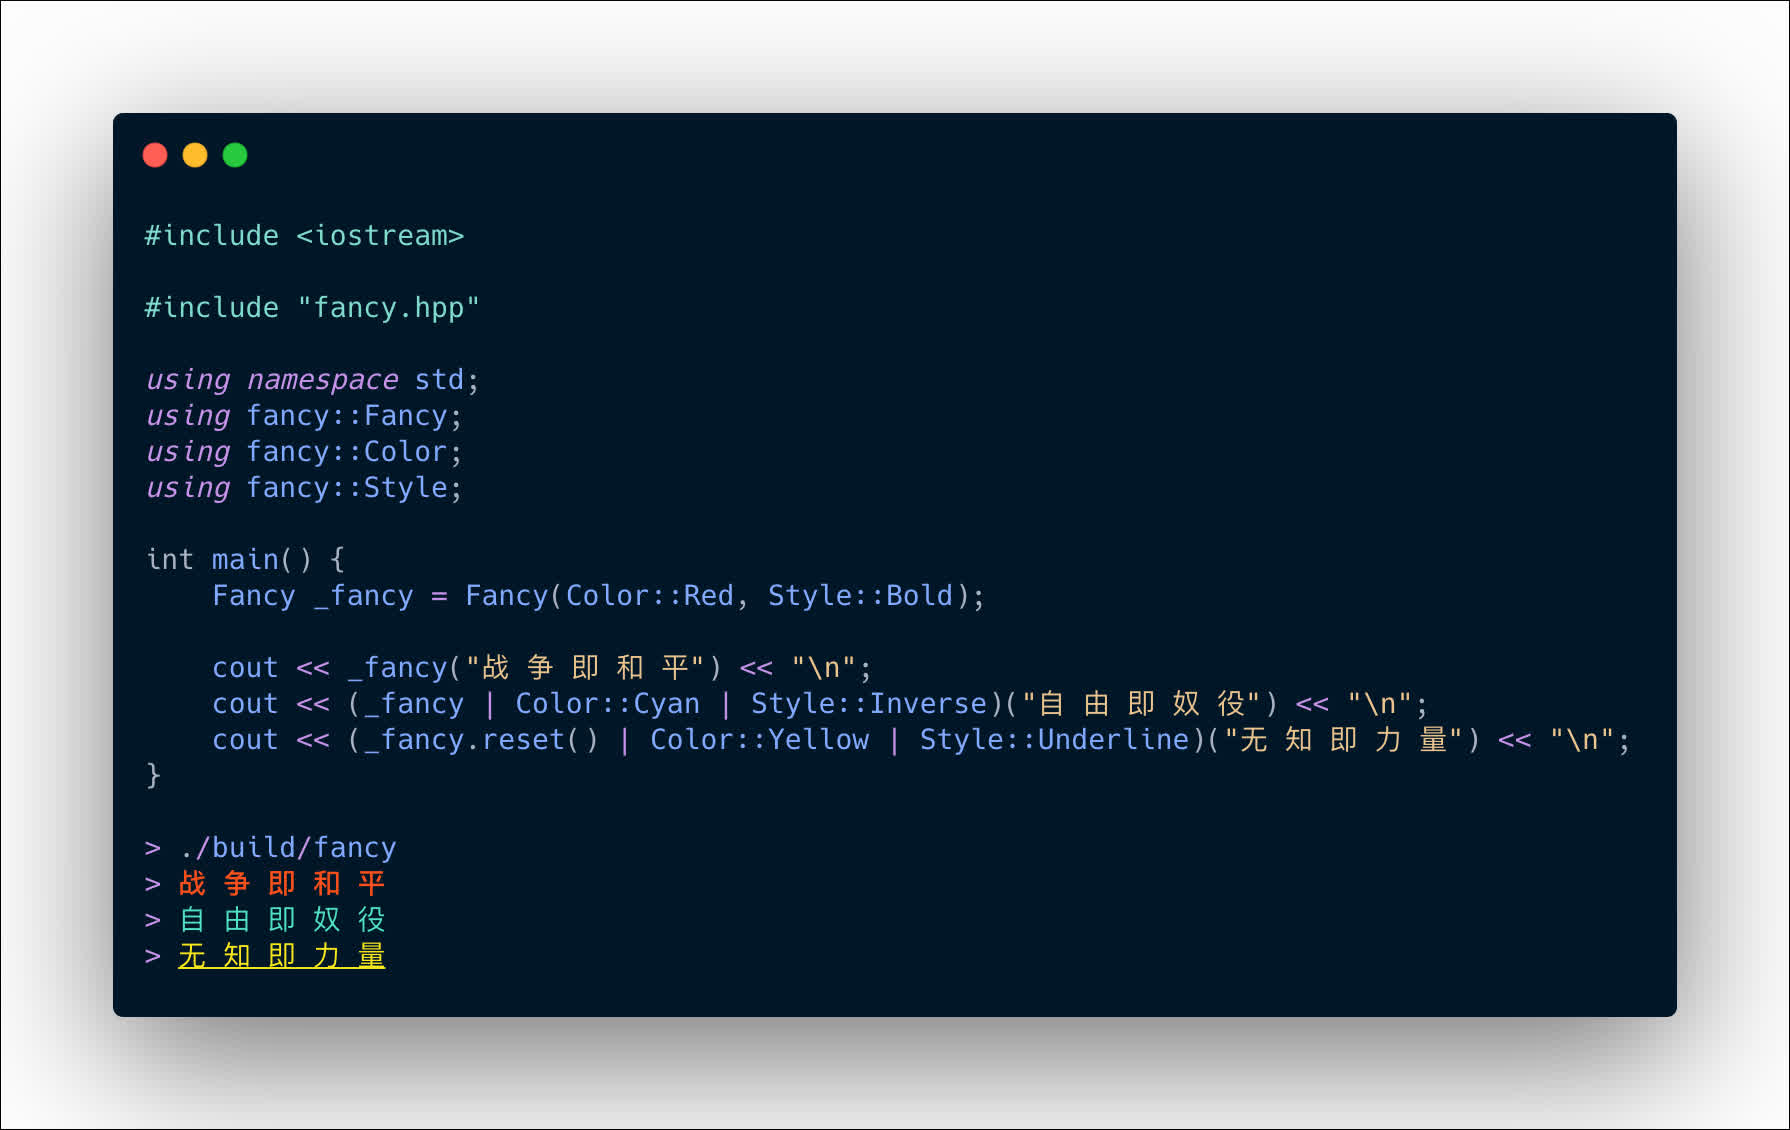 #include <iostream>
#include "fancy.hpp"
using namespace std;
using fancy::Fancy;
using fancy::Color;
using fancy::Style;
int main() {
    Fancy _fancy = Fancy(Color::Red, Style::Bold);
    cout << _fancy("战 争 即 和 平") << "\n";
    cout << (_fancy | Color::Cyan | Style::Inverse)("自 由 即 奴 役") << "\n";
    cout << (_fancy.reset() | Color::Yellow | Style::Underline)("无 知 即 力 量") << "\n";
}
> ./build/fancy
> 战 争 即 和 平
> 自 由 即 奴 役
> 无 知 即 力 量